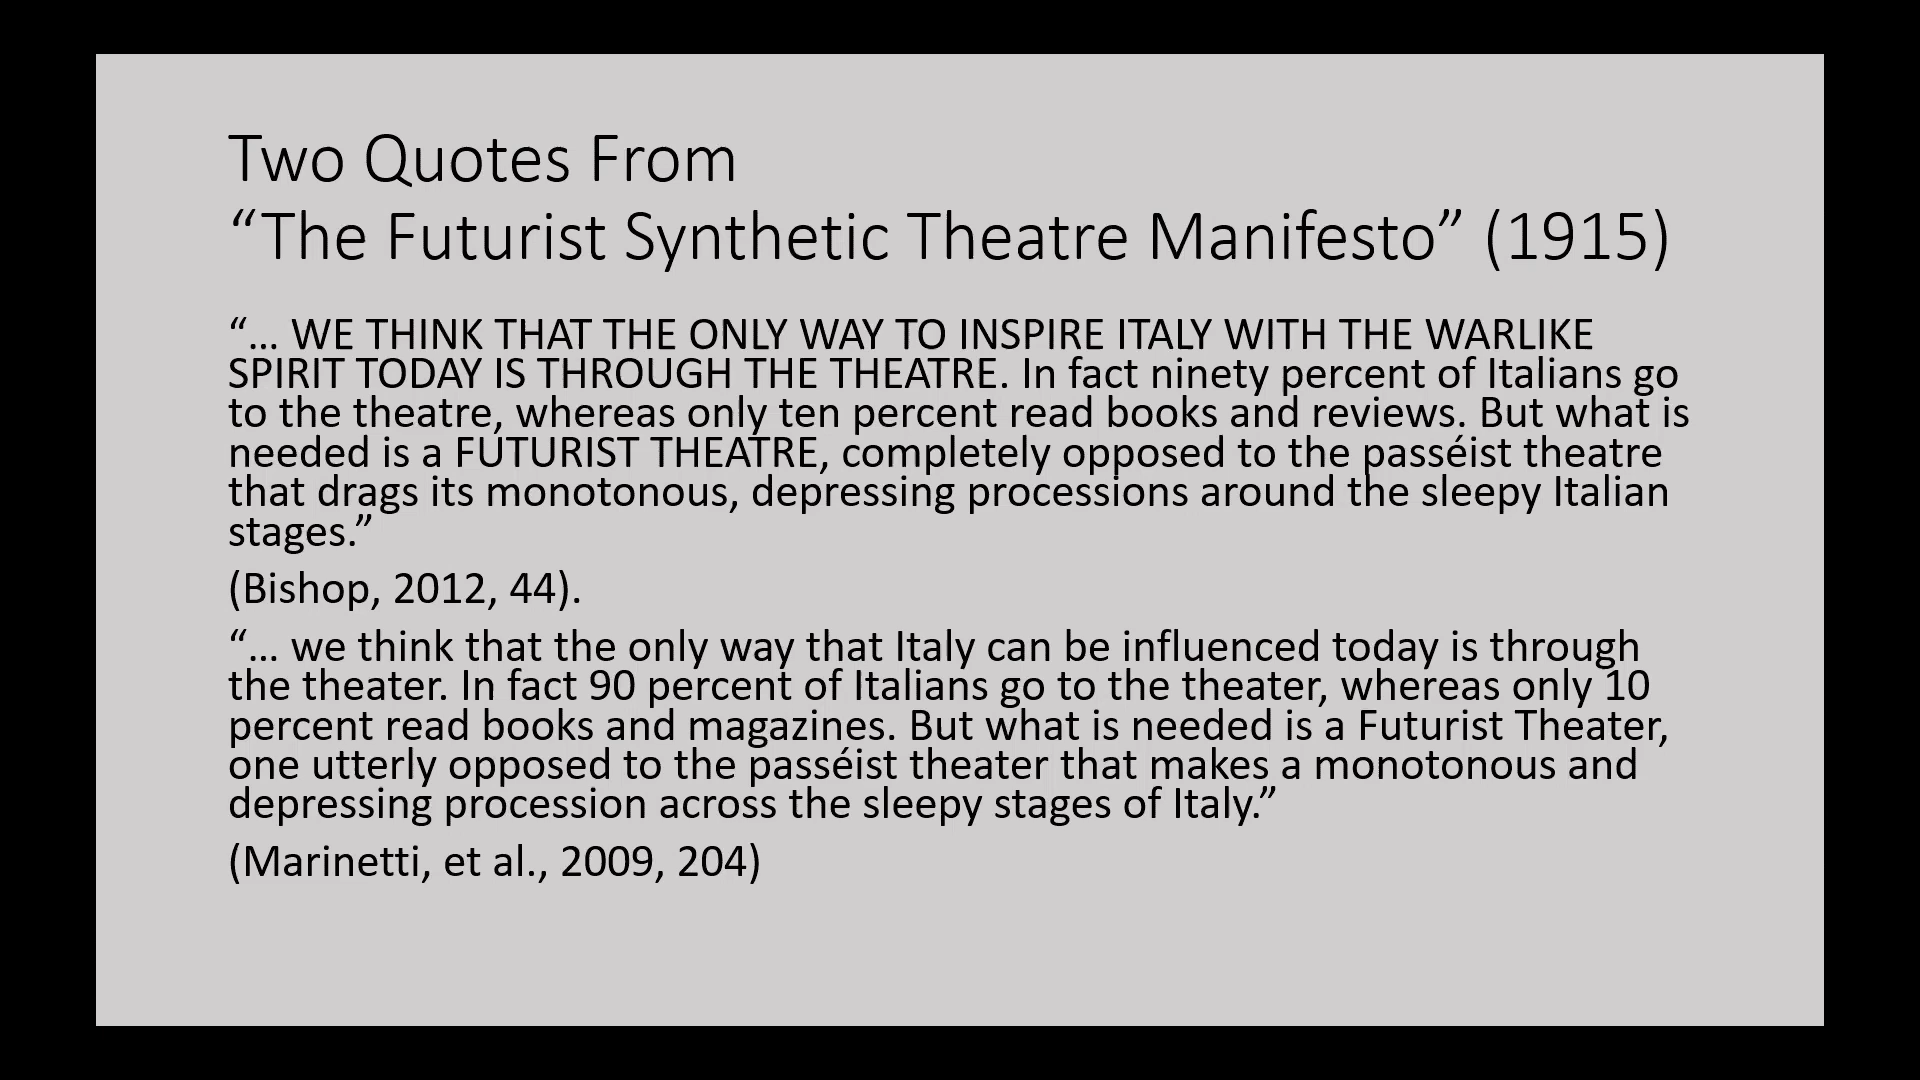 Two Quotes From
“The Futurist Synthetic Theatre Manifesto” (1915)
“… WE THINK THAT THE ONLY WAY TO INSPIRE ITALY WITH THE WARLIKE
SPIRIT TODAY IS THROUGH THE THEATRE. In fact ninety percent of Italians go
to the theatre, whereas only ten percent read books and reviews. But what is
needed is a FUTURIST THEATRE, completely opposed to the passéist theatre
that drags its monotonous, depressing processions around the sleepy Italian
stages.”
(Bishop, 2012, 44).
“… we think that the only way that Italy can be influenced today is through
the theater. In fact 90 percent of Italians go to the theater, whereas only 10
percent read books and magazines. But what is needed is a Futurist Theater,
one utterly opposed to the passéist theater that makes a monotonous and
depressing procession across the sleepy stages of Italy.”
(Marinetti, et al., 2009, 204)